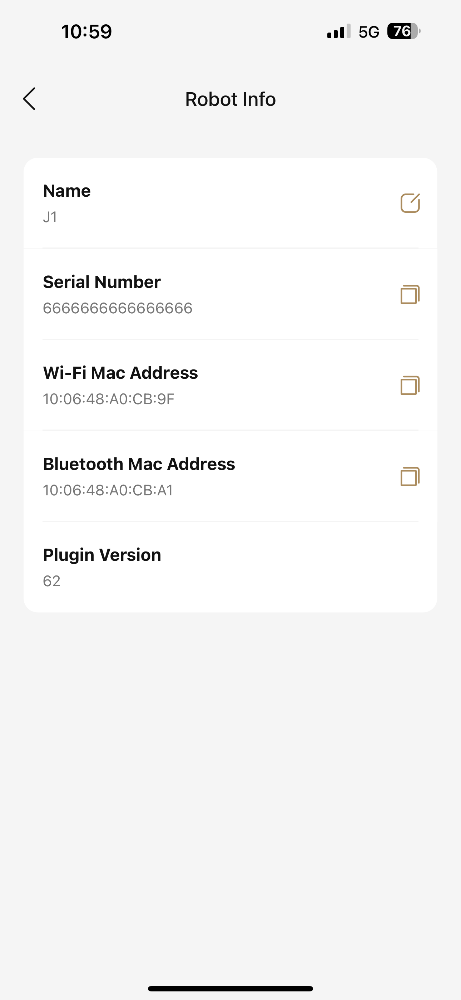 10:59
5G 76
Robot Info
Name
J1
Serial Number
6666666666666666
Wi-Fi Mac Address
10:06:48:A0:CB:9F
Bluetooth Mac Address
10:06:48:A0:CB:A1
Plugin Version
62